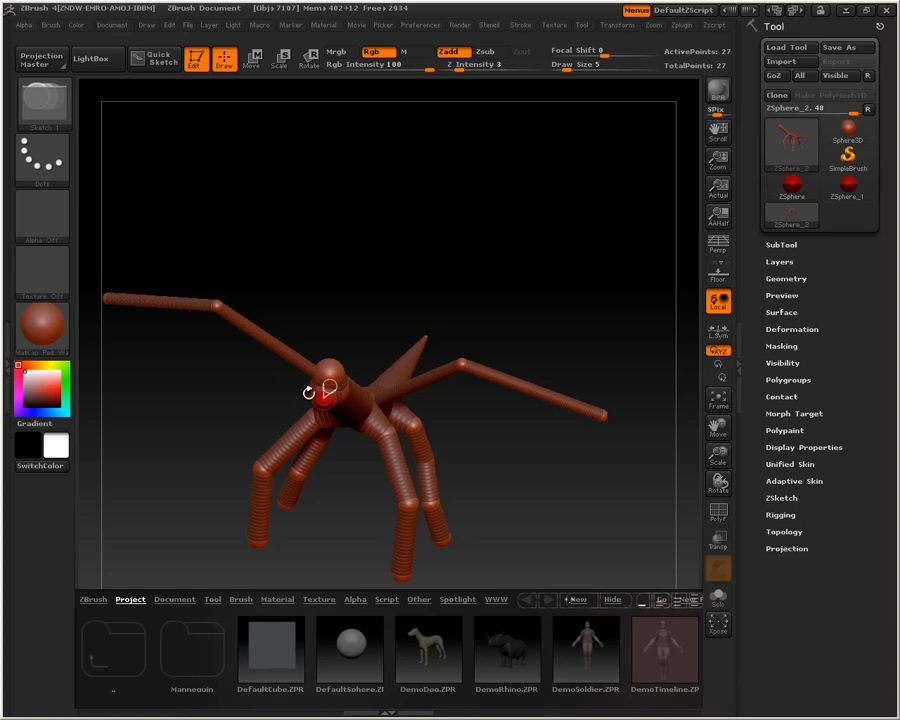 ZBrush 4[ZNDW-EMRO-AMOJ-IBBM] ZBrush Document [Obj▸7107] Mem▸402+12 Free▸2934 Menus DefaultZScript
Alpha Brush Color Document Draw Edit File Layer Light Macro Marker Material Movie Picker Preferences Render Stencil Stroke Texture Tool Transform Zplugin Zscript
Projection Master LightBox Quick Sketch Edit Draw Move Scale Rotate
Mrgb Rgb M Zadd Zsub Zcut Focal Shift 0 ActivePoints: 27
Rgb Intensity 100 Z Intensity 3 Draw Size 5 TotalPoints: 27
Sketch 1
Dots
Alpha Off
Texture Off
MatCap Red Wa
Gradient
SwitchColor
BPR
SPix
Scroll
Zoom
Actual
AAHalf
Persp
Floor
Local
L.Sym
XYZ
Frame
Move
Scale
Rotate
PolyF
Transp
Solo
Xpose
Tool
Load Tool Save As
Import Export
GoZ All Visible R
Clone Make PolyMesh3D
ZSphere_2. 48 R
Sphere3D
ZSphere_2 SimpleBrush
ZSphere ZSphere_1
ZSphere_2
SubTool
Layers
Geometry
Preview
Surface
Deformation
Masking
Visibility
Polygroups
Contact
Morph Target
Polypaint
Display Properties
Unified Skin
Adaptive Skin
ZSketch
Rigging
Topology
Projection
ZBrush Project Document Tool Brush Material Texture Alpha Script Other Spotlight WWW New Hide
.. Mannequin DefaultCube.ZPR DefaultSphere.Z DemoDog.ZPR DemoRhino.ZPR DemoSoldier.ZPR DemoTimeline.ZP